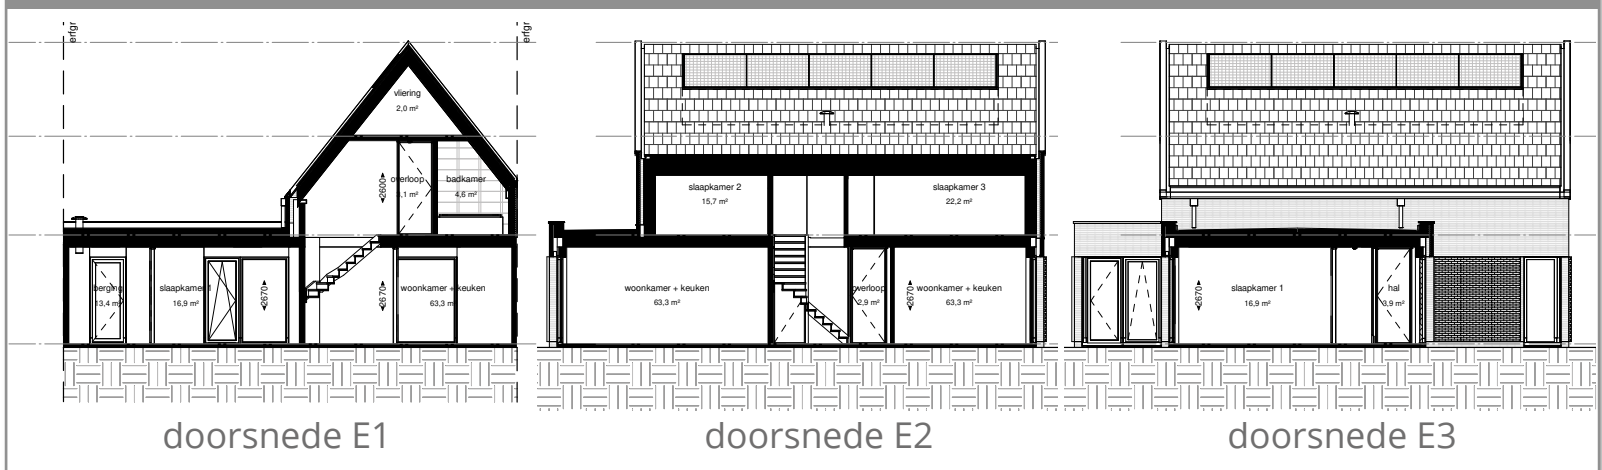 erfgr
erfgr
vliering
2,0 m²
2600
overloop
badkamer
4,6 m²
berging
13,4 m²
slaapkamer 1
16,9 m²
2670
2670
woonkamer + keuken
63,3 m²
doorsnede E1
slaapkamer 2
15,7 m²
slaapkamer 3
22,2 m²
woonkamer + keuken
63,3 m²
overloop
2,9 m²
2670
woonkamer + keuken
63,3 m²
doorsnede E2
2670
slaapkamer 1
16,9 m²
hal
3,9 m²
doorsnede E3